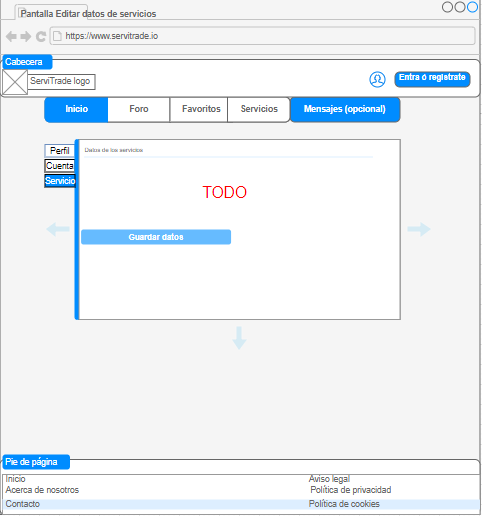 Pantalla Editar datos de servicios
https://www.servitrade.io
Cabecera
ServiTrade logo
Entra o regístrate
Inicio Foro Favoritos Servicios Mensajes (opcional)
Perfil
Cuenta
Servicio
Datos de los servicios
TODO
Guardar datos
Pie de página
Inicio Aviso legal
Acerca de nosotros Política de privacidad
Contacto Política de cookies